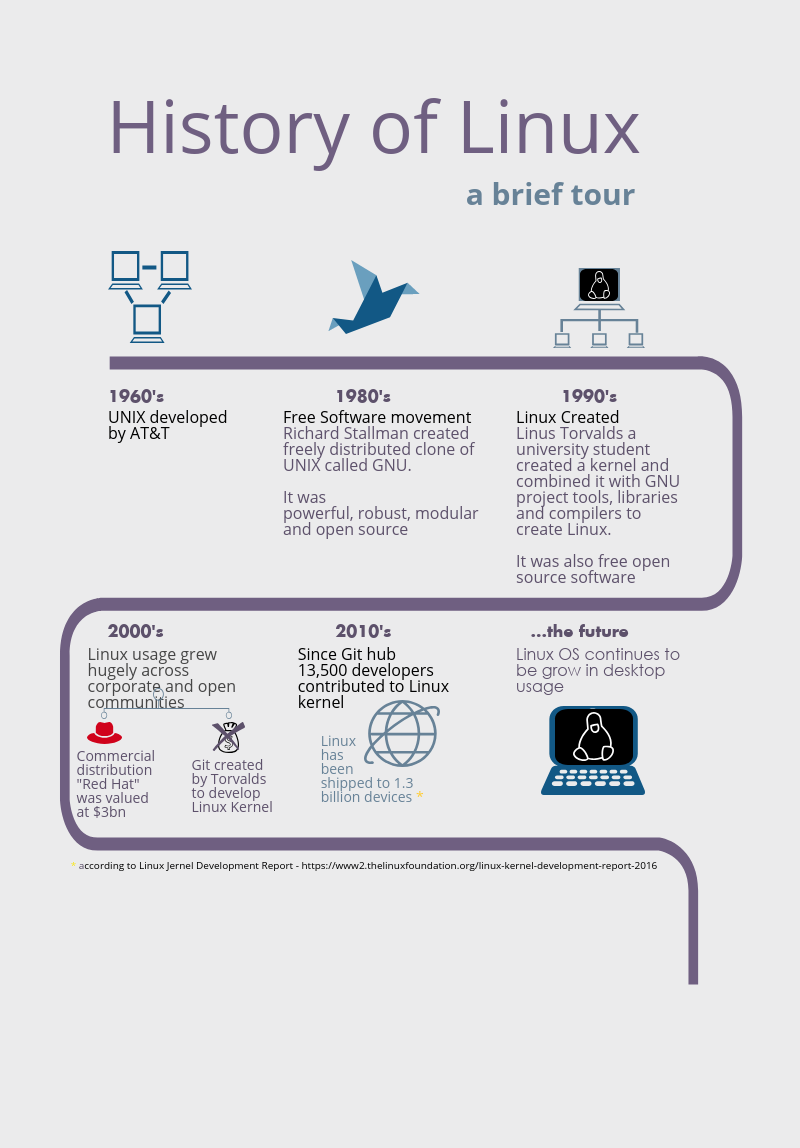 History of Linux
a brief tour
1960's
UNIX developed
by AT&T
1980's
Free Software movement
Richard Stallman created
freely distributed clone of
UNIX called GNU.
It was
powerful, robust, modular
and open source
1990's
Linux Created
Linus Torvalds a
university student
created a kernel and
combined it with GNU
project tools, libraries
and compilers to
create Linux.
It was also free open
source software
2000's
Linux usage grew
hugely across
corporate and open
communities
Commercial
distribution
"Red Hat"
was valued
at $3bn
Git created
by Torvalds
to develop
Linux Kernel
2010's
Since Git hub
13,500 developers
contributed to Linux
kernel
Linux
has
been
shipped to 1.3
billion devices *
...the future
Linux OS continues to
be grow in desktop
usage
* according to Linux Jernel Development Report - https://www2.thelinuxfoundation.org/linux-kernel-development-report-2016